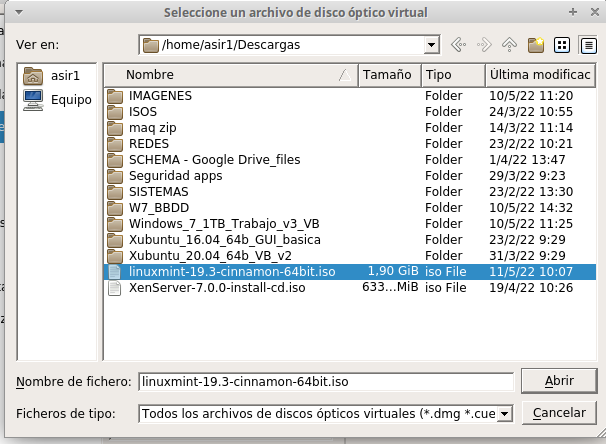 Seleccione un archivo de disco óptico virtual
Ver en: /home/asir1/Descargas
asir1
Equipo
Nombre Tamaño Tipo Última modificac
IMAGENES Folder 10/5/22 11:20
ISOS Folder 24/3/22 10:55
maq zip Folder 14/3/22 11:14
REDES Folder 23/2/22 10:21
SCHEMA - Google Drive_files Folder 1/4/22 13:47
Seguridad apps Folder 29/3/22 9:23
SISTEMAS Folder 23/2/22 13:30
W7_BBDD Folder 10/5/22 14:32
Windows_7_1TB_Trabajo_v3_VB Folder 10/5/22 11:25
Xubuntu_16.04_64b_GUI_basica Folder 23/2/22 9:29
Xubuntu_20.04_64b_VB_v2 Folder 31/3/22 9:29
linuxmint-19.3-cinnamon-64bit.iso 1,90 GiB iso File 11/5/22 10:07
XenServer-7.0.0-install-cd.iso 633...MiB iso File 19/4/22 10:26
Nombre de fichero: linuxmint-19.3-cinnamon-64bit.iso Abrir
Ficheros de tipo: Todos los archivos de discos ópticos virtuales (*.dmg *.cue Cancelar